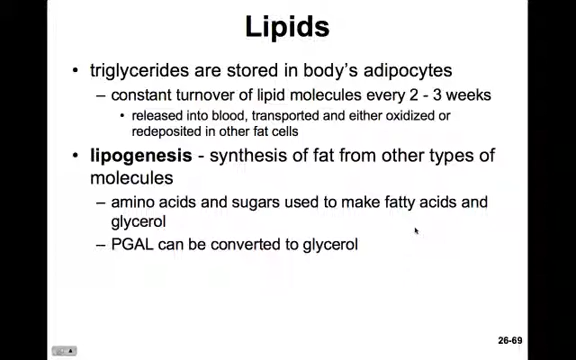 Lipids
• triglycerides are stored in body's adipocytes
– constant turnover of lipid molecules every 2 - 3 weeks
• released into blood, transported and either oxidized or
redeposited in other fat cells
• lipogenesis - synthesis of fat from other types of
molecules
– amino acids and sugars used to make fatty acids and
glycerol
– PGAL can be converted to glycerol
26-69